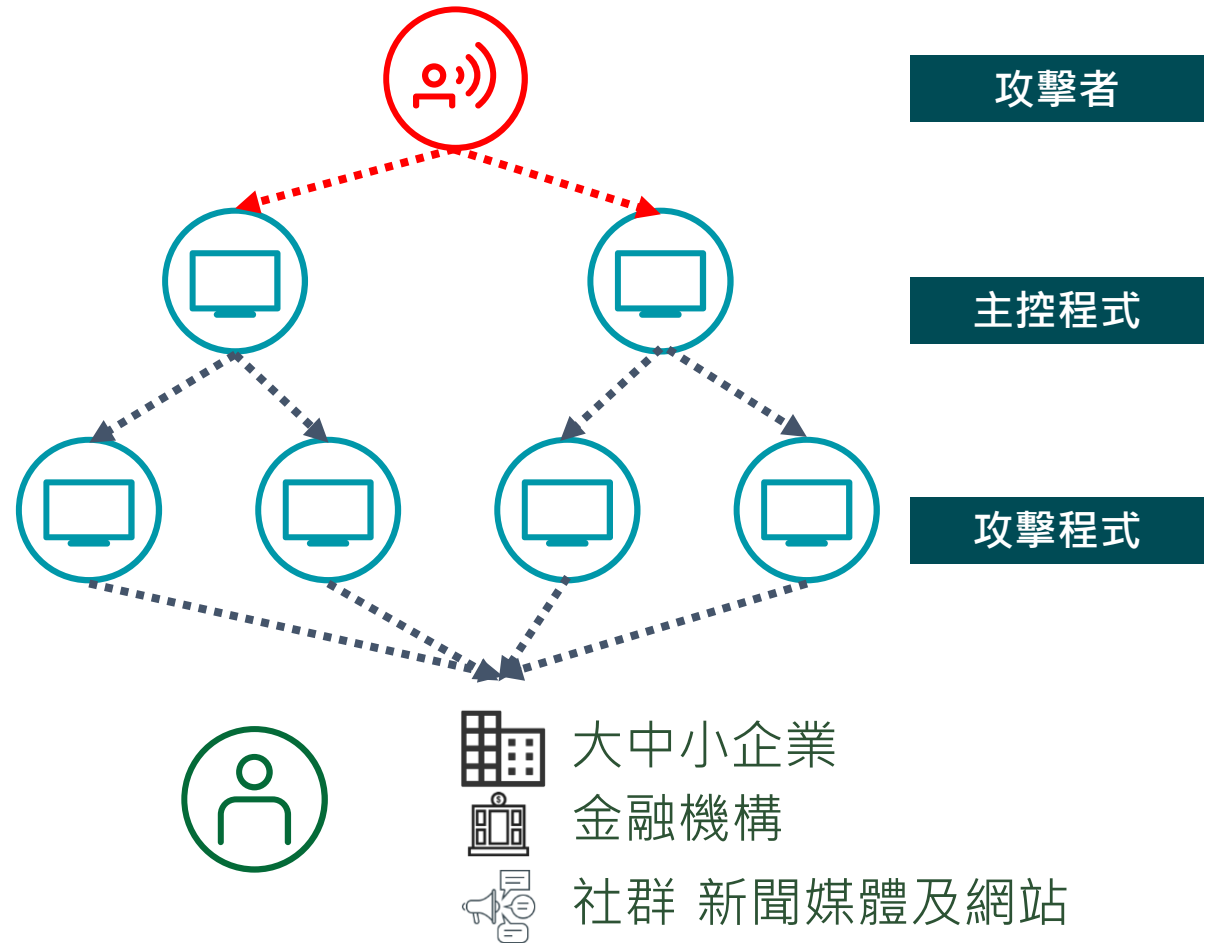 攻擊者
主控程式
攻擊程式
大中小企業
金融機構
社群 新聞媒體及網站